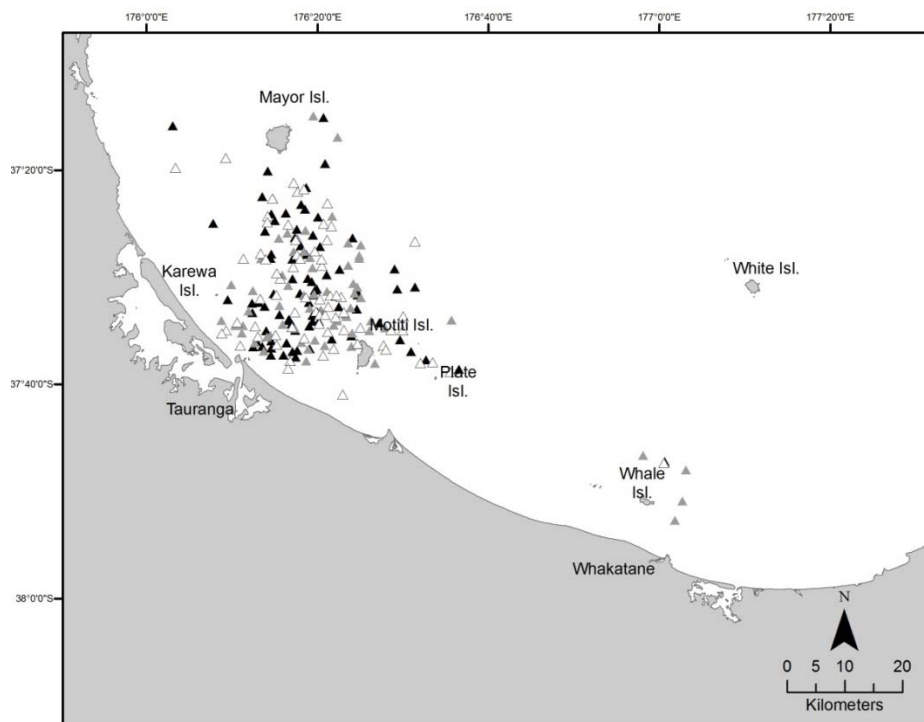 176°0'0"E 176°20'0"E 176°40'0"E 177°0'0"E 177°20'0"E
Mayor Isl.
37°20'0"S
Karewa
Isl.
White Isl.
Motiti Isl.
37°40'0"S
Plate
Isl.
Tauranga
Whale
Isl.
Whakatane
38°0'0"S
N
0 5 10 20
Kilometers